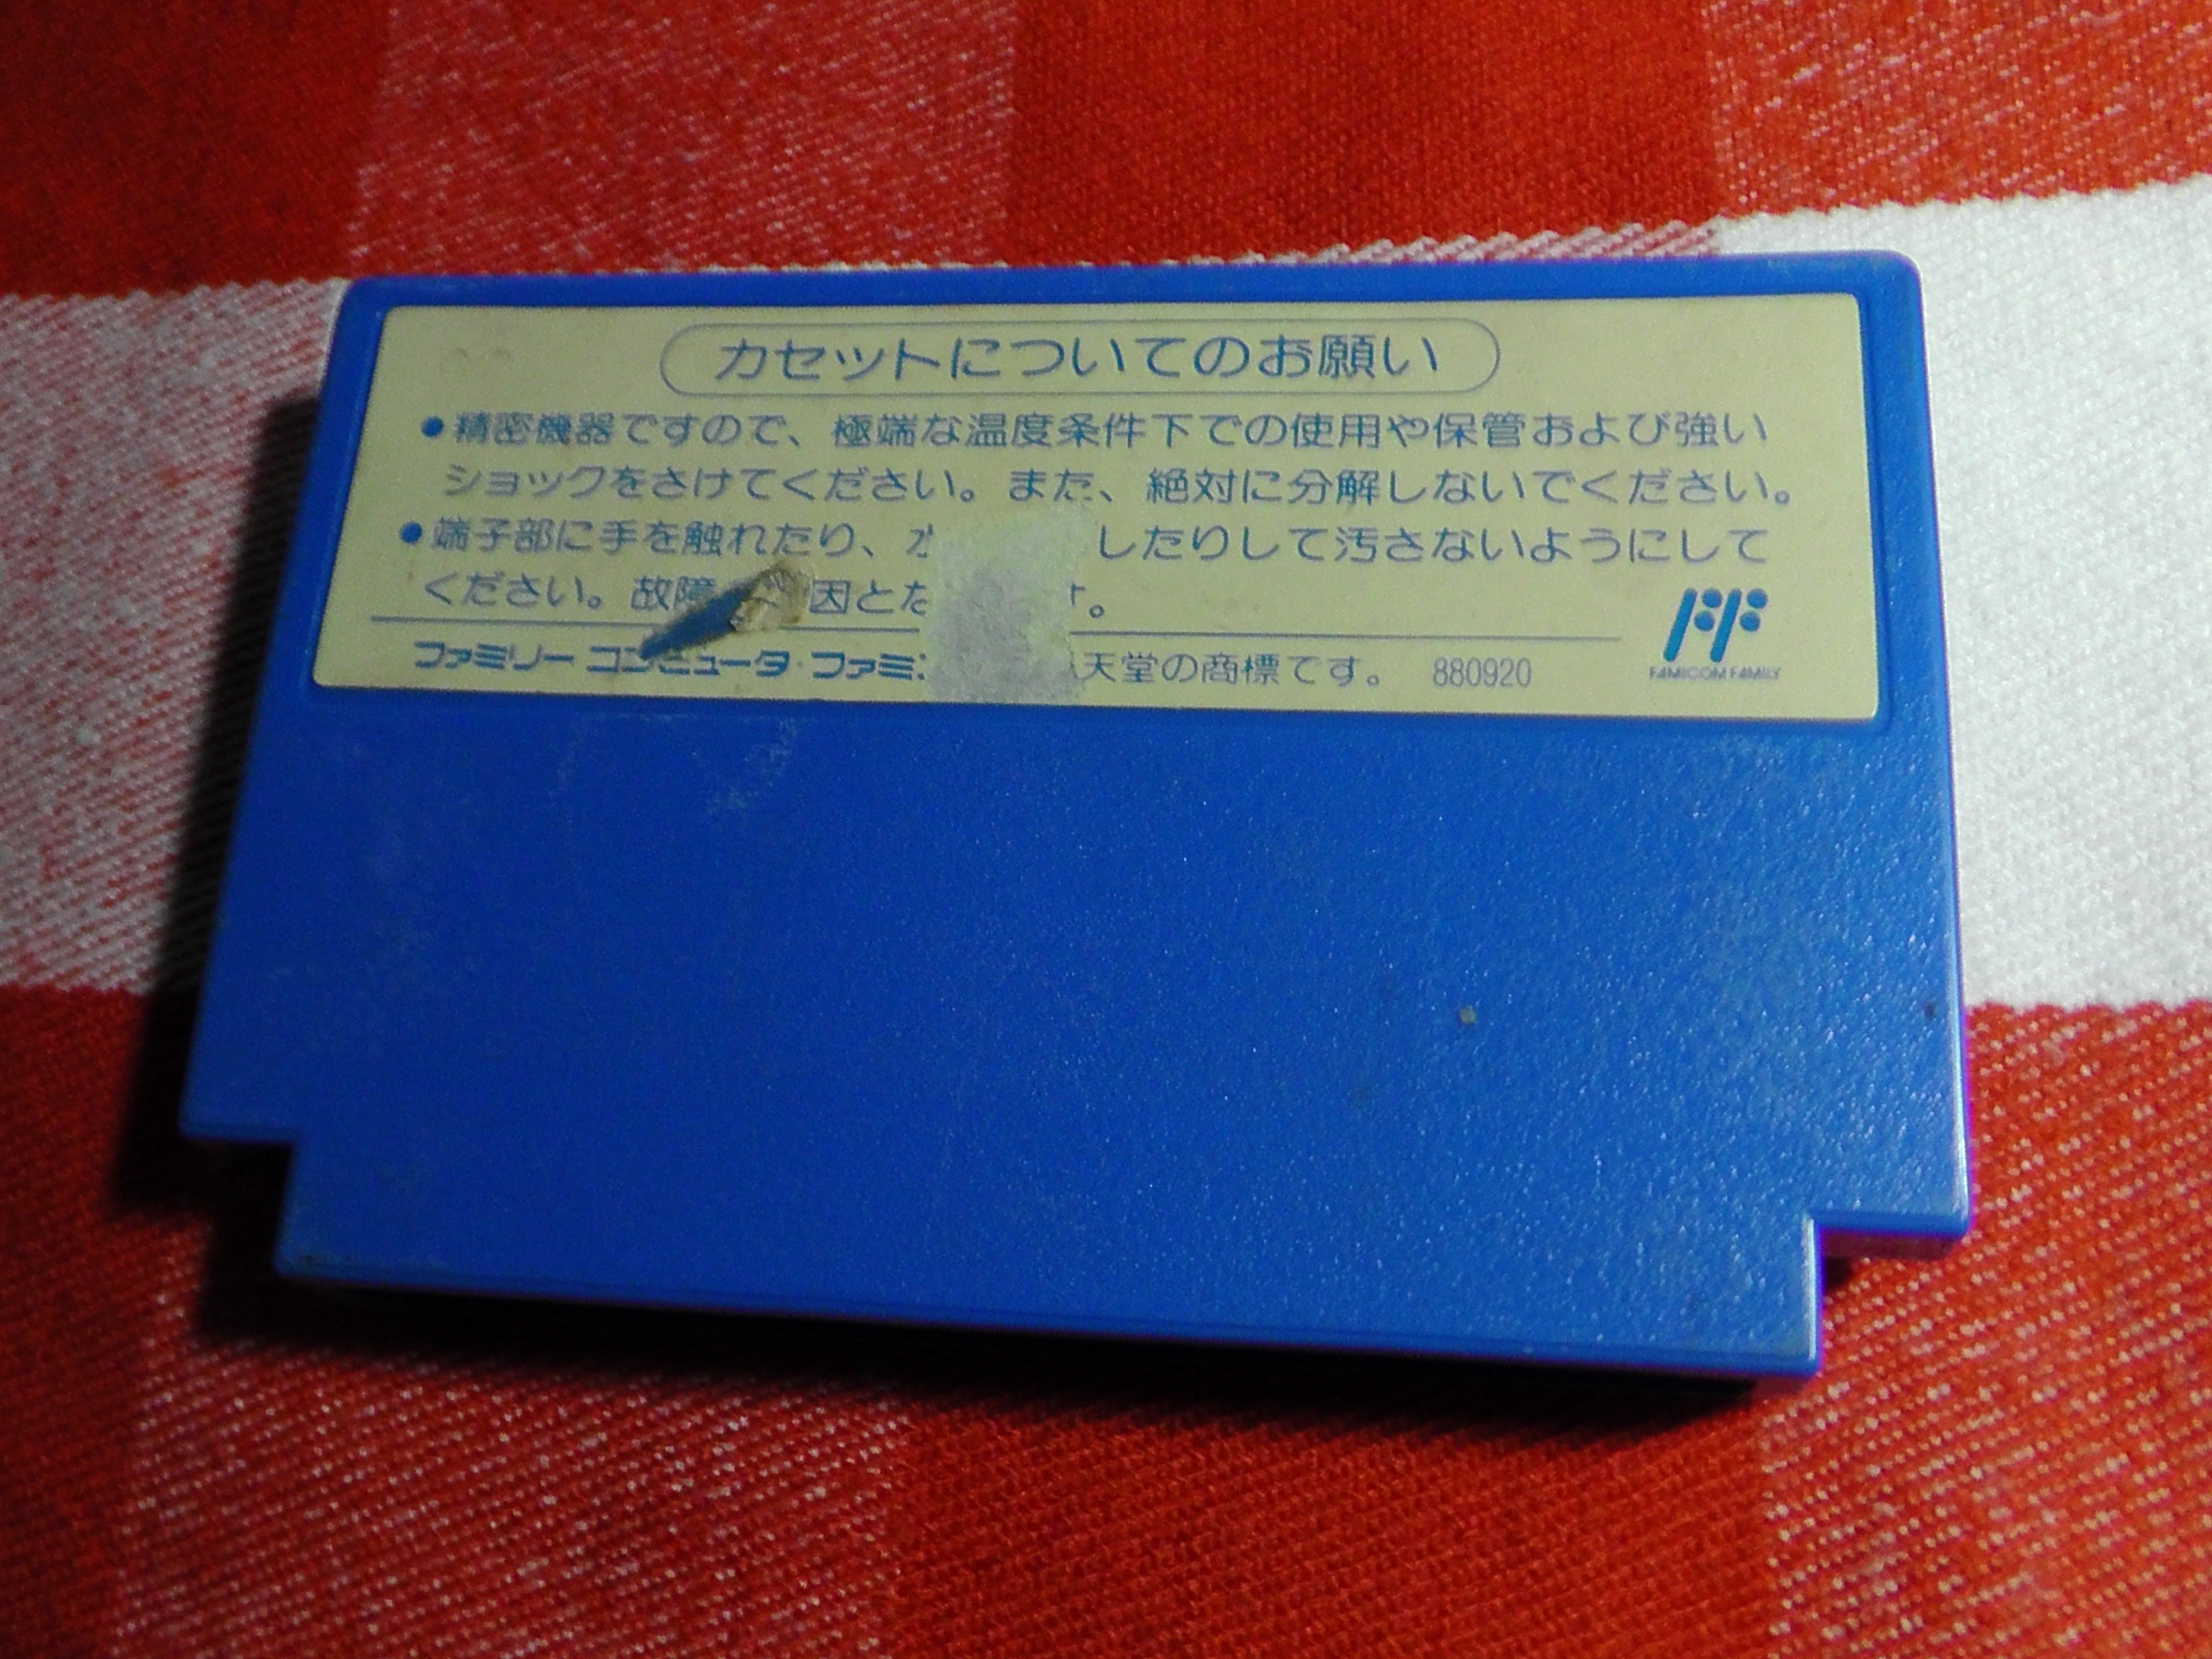 カセットについてのお願い
●精密機器ですので、極端な温度条件下での使用や保管および強い
ショックをさけてください。また、絶対に分解しないでください。
●端子部に手を触れたり、 したりして汚さないようにして
ください。故障 因とな す。
ファミリー コンピュータ・ファミ 天堂の商標です。 880920
FF
FAMICOM FAMILY